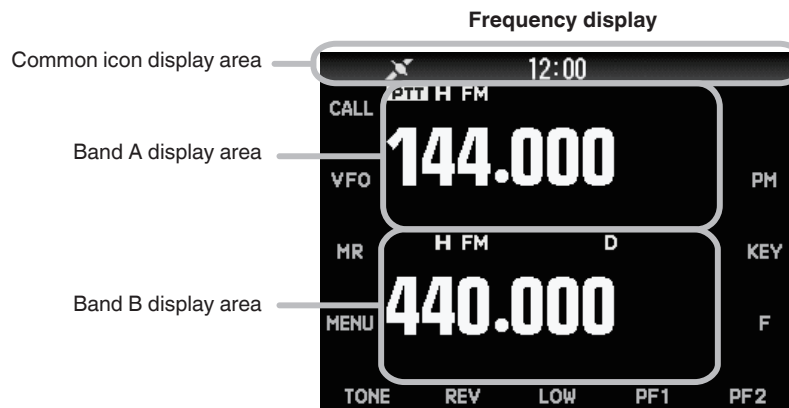 Frequency display
Common icon display area
12:00
PTT H FM
CALL
Band A display area
144.000
VFO
PM
H FM D
MR
KEY
Band B display area
440.000
MENU
F
TONE REV LOW PF1 PF2